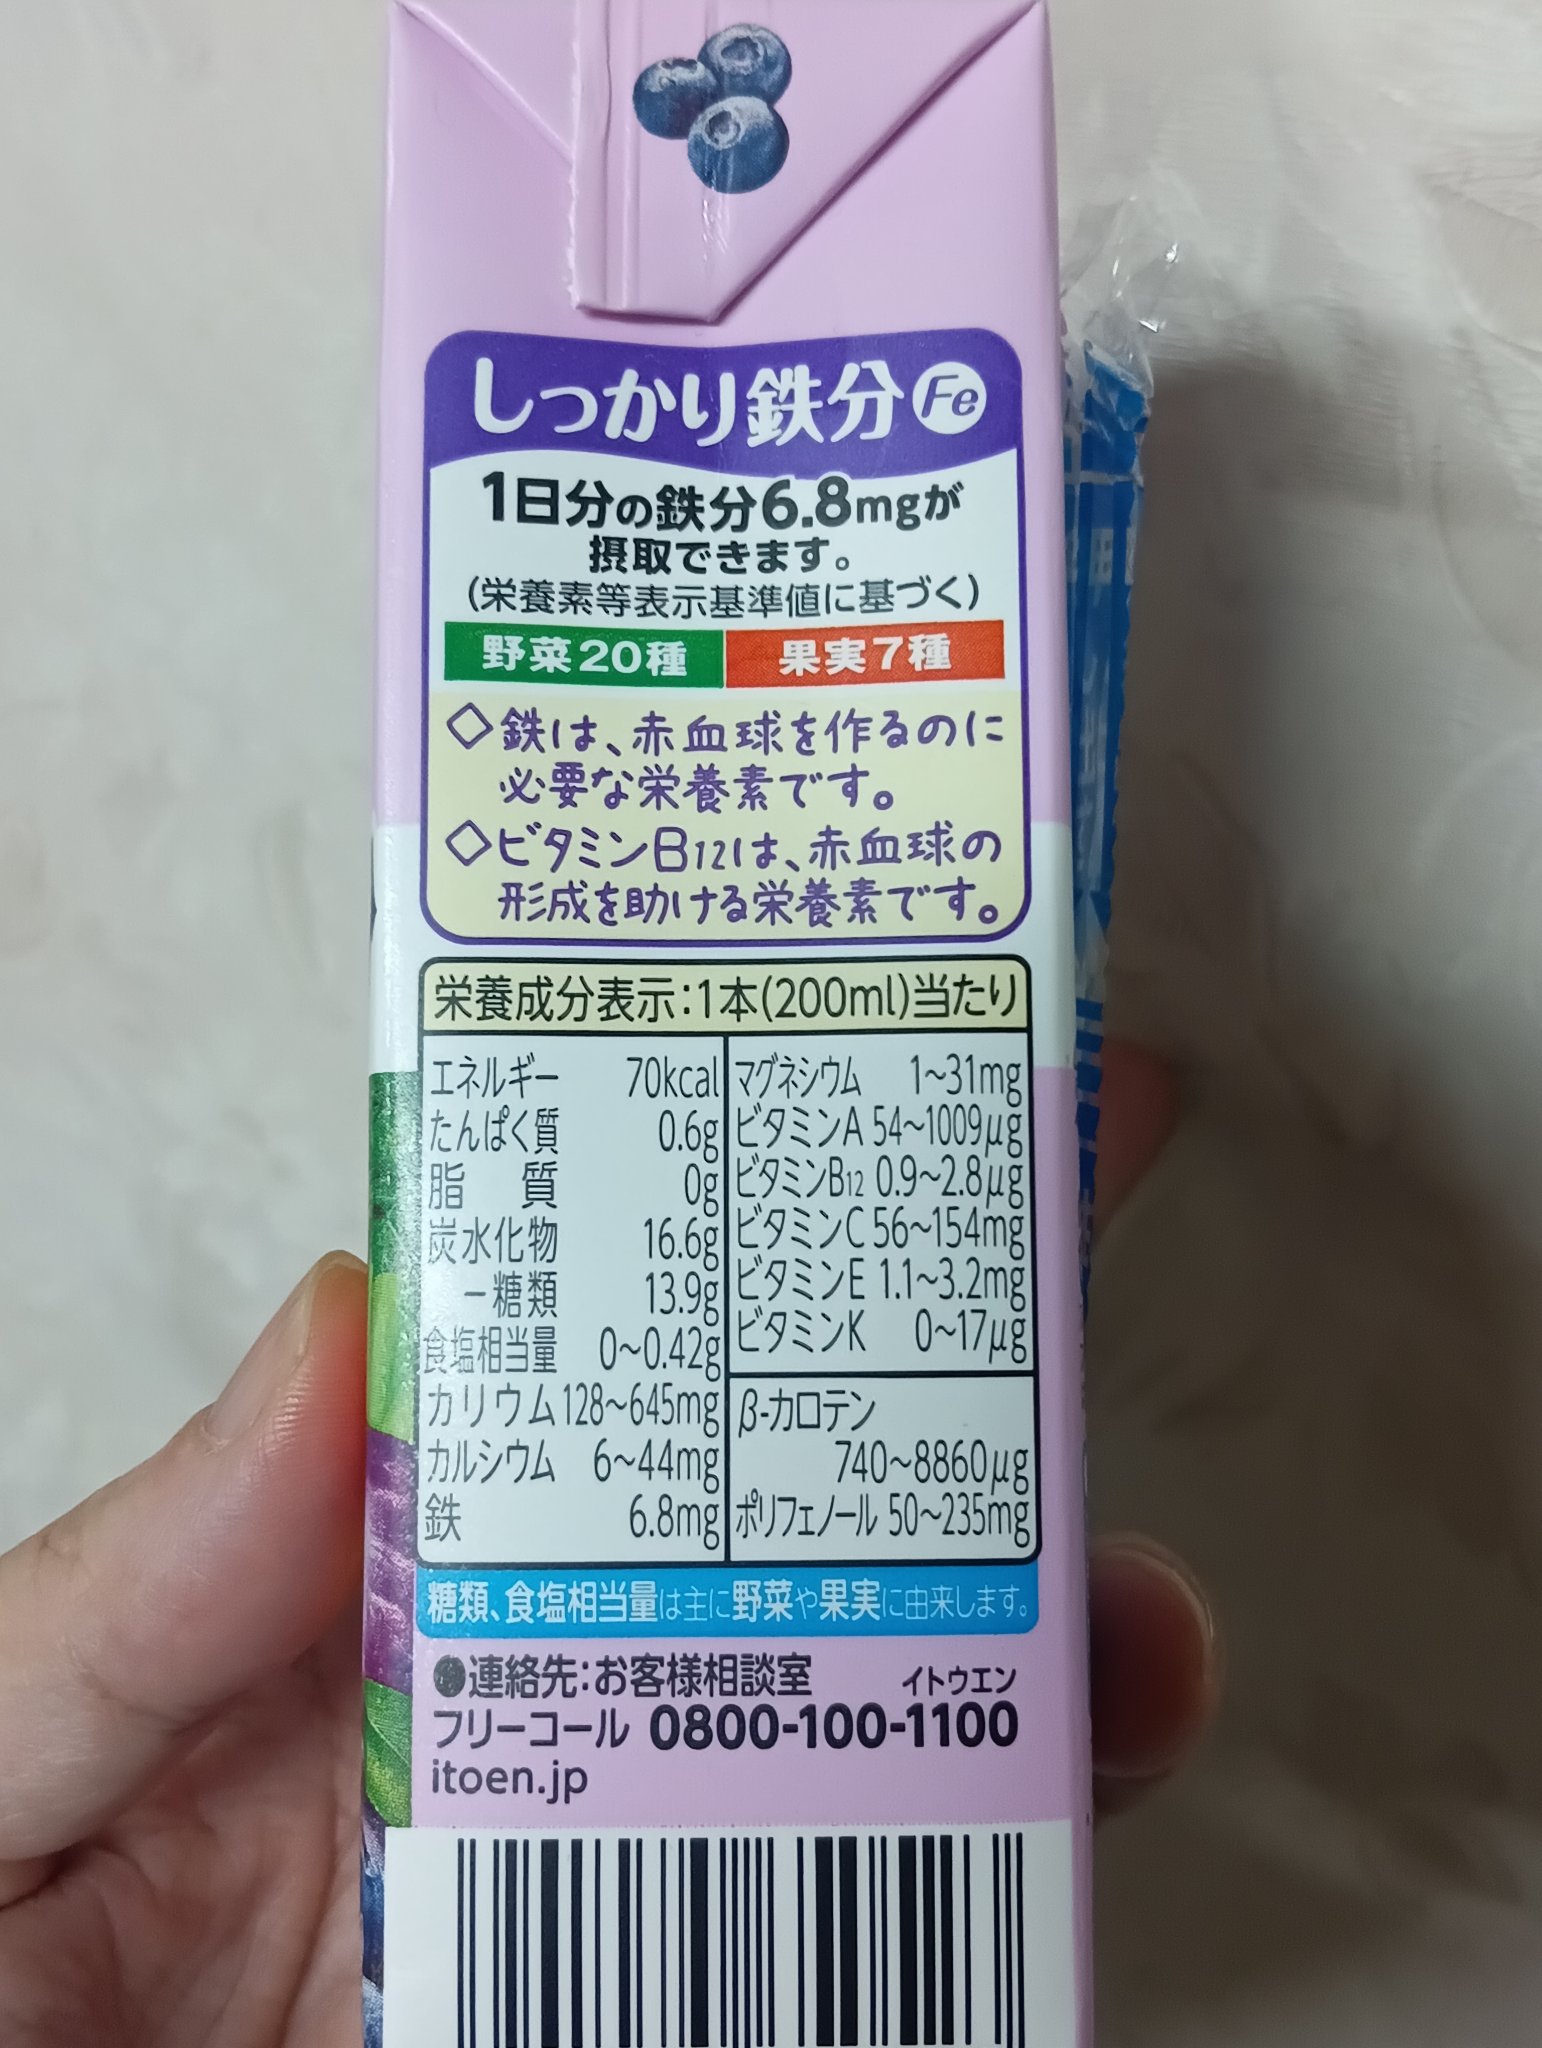 しっかり鉄分Fe
1日分の鉄分6.8mgが
摂取できます。
(栄養素等表示基準値に基づく)
野菜20種 果実7種
◇鉄は、赤血球を作るのに
必要な栄養素です。
◇ビタミンB12は、赤血球の
形成を助ける栄養素です。
栄養成分表示:1本(200ml)当たり
エネルギー 70kcal
たんぱく質 0.6g
脂質 0g
炭水化物 16.6g
－糖類 13.9g
食塩相当量 0～0.42g
カリウム 128～645mg
カルシウム 6～44mg
鉄 6.8mg
マグネシウム 1～31mg
ビタミンA 54～1009μg
ビタミンB12 0.9～2.8μg
ビタミンC 56～154mg
ビタミンE 1.1～3.2mg
ビタミンK 0～17μg
β-カロテン
740～8860μg
ポリフェノール 50～235mg
糖類、食塩相当量は主に野菜や果実に由来します。
●連絡先:お客様相談室
イトウエン
フリーコール 0800-100-1100
itoen.jp